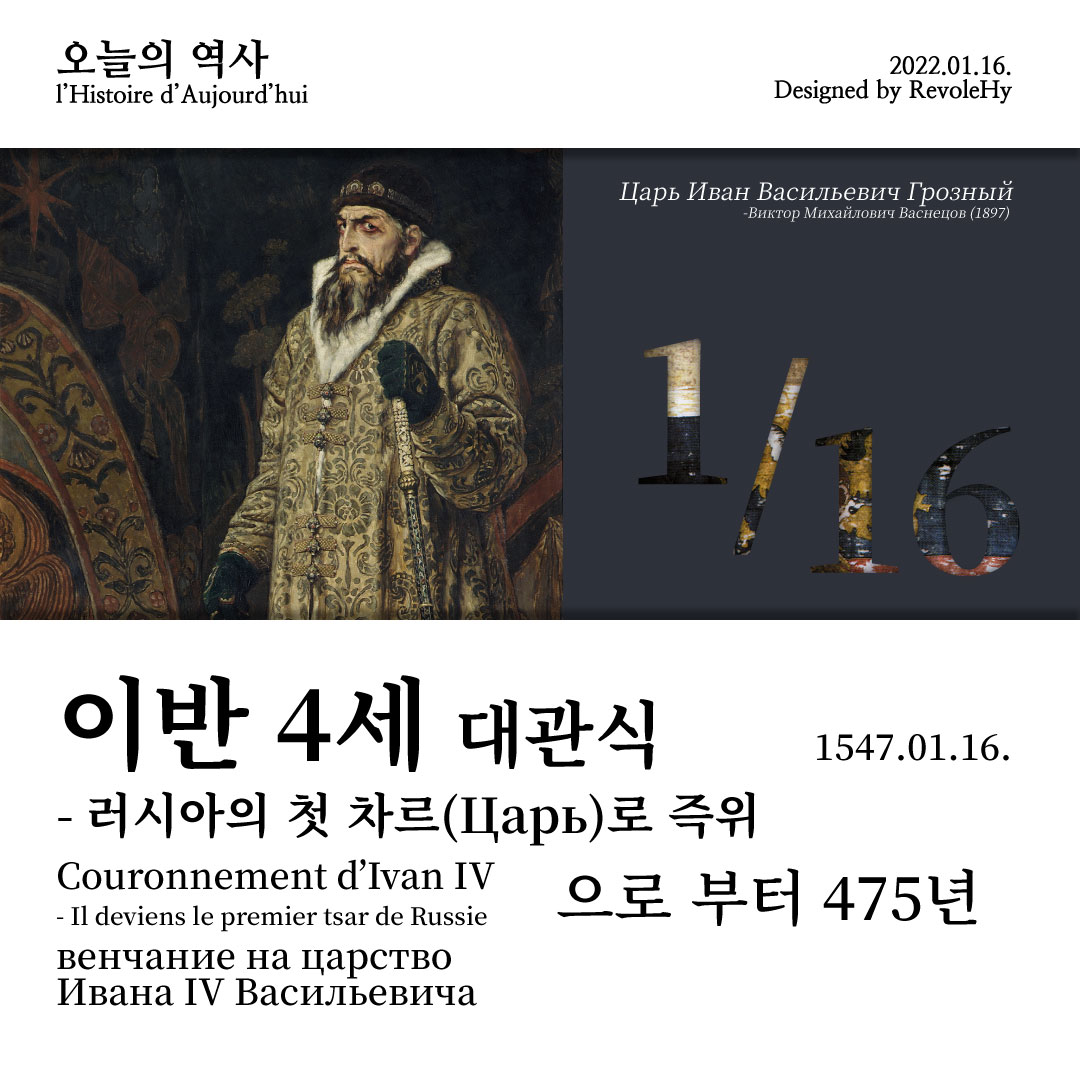 오늘의 역사
l’Histoire d’Aujourd’hui
2022.01.16.
Designed by RevoleHy
Царь Иван Васильевич Грозный
-Виктор Михайлович Васнецов (1897)
1/16
이반 4세 대관식
1547.01.16.
- 러시아의 첫 차르(Царь)로 즉위
Couronnement d’Ivan IV
- Il deviens le premier tsar de Russie
으로 부터 475년
венчание на царство
Ивана IV Васильевича